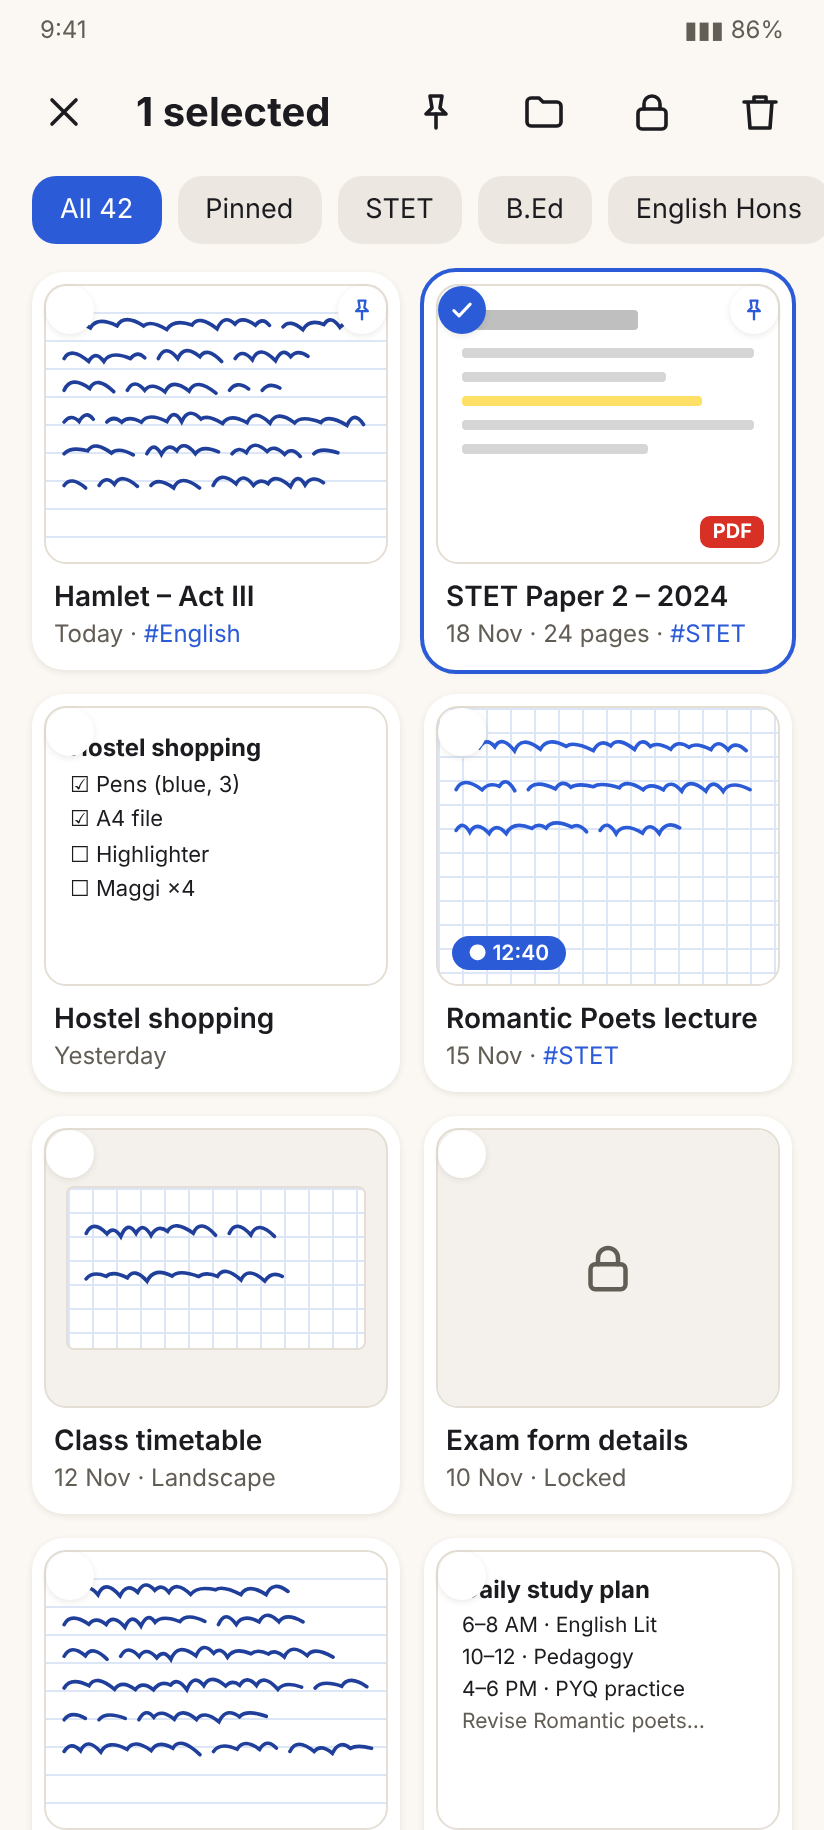 9:41
86%
1 selected
All 42
Pinned
STET
B.Ed
English Hons
Hamlet – Act III
Today · #English
PDF
STET Paper 2 – 2024
18 Nov · 24 pages · #STET
shopping
☑ Pens (blue, 3)
☑ A4 file
☐ Highlighter
☐ Maggi ×4
Hostel shopping
Yesterday
12:40
Romantic Poets lecture
15 Nov · #STET
Class timetable
12 Nov · Landscape
Exam form details
10 Nov · Locked
study plan
6–8 AM · English Lit
10–12 · Pedagogy
4–6 PM · PYQ practice
Revise Romantic poets...